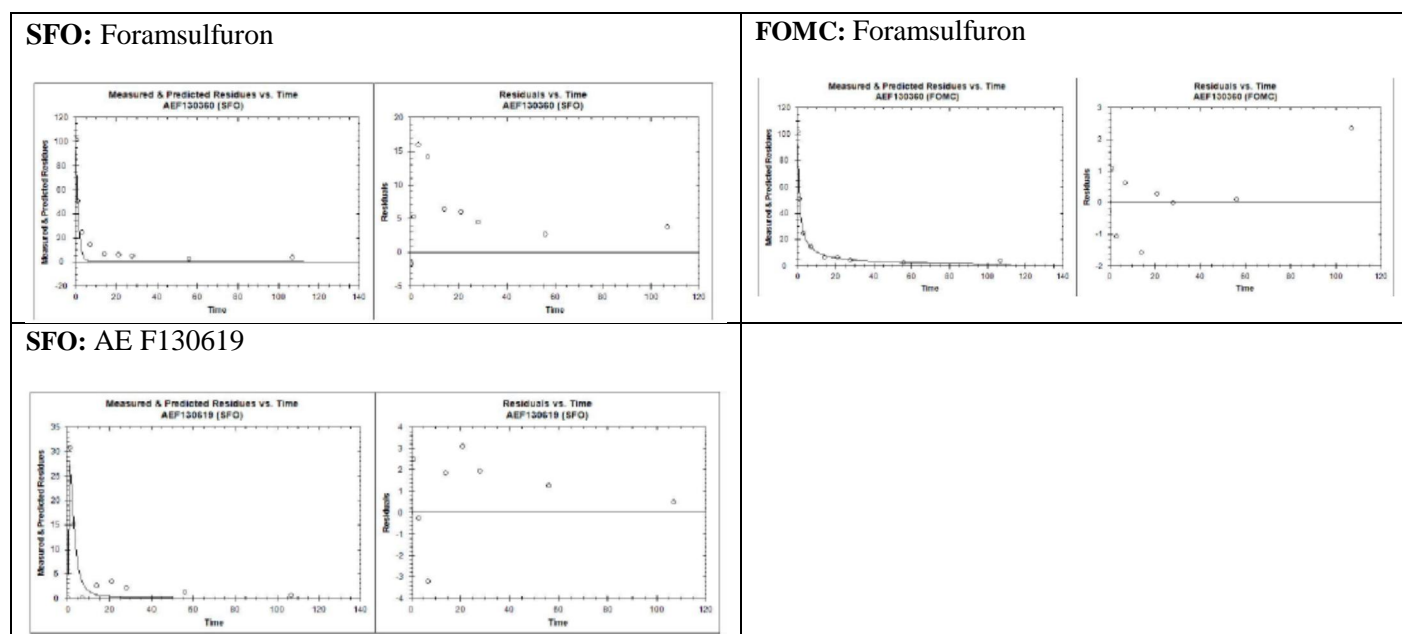 SFO: Foramsulfuron
Measured & Predicted Residues vs. Time
AEF130360 (SFO)
Measured & Predicted Residues
120
100
80
60
40
20
0
-20
0 20 40 60 80 100 120 140
Time
Residuals vs. Time
AEF130360 (SFO)
Residuals
20
15
10
5
0
-5
0 20 40 60 80 100 120
Time
FOMC: Foramsulfuron
Measured & Predicted Residues vs. Time
AEF130360 (FOMC)
Measured & Predicted Residues
120
100
80
60
40
20
0
0 20 40 60 80 100 120 140
Time
Residuals vs. Time
AEF130360 (FOMC)
Residuals
3
2
1
0
-1
-2
0 20 40 60 80 100 120
Time
SFO: AE F130619
Measured & Predicted Residues vs. Time
AEF130619 (SFO)
Measured & Predicted Residues
35
30
25
20
15
10
5
0
0 20 40 60 80 100 120 140
Time
Residuals vs. Time
AEF130619 (SFO)
Residuals
4
3
2
1
0
-1
-2
-3
-4
0 20 40 60 80 100 120
Time